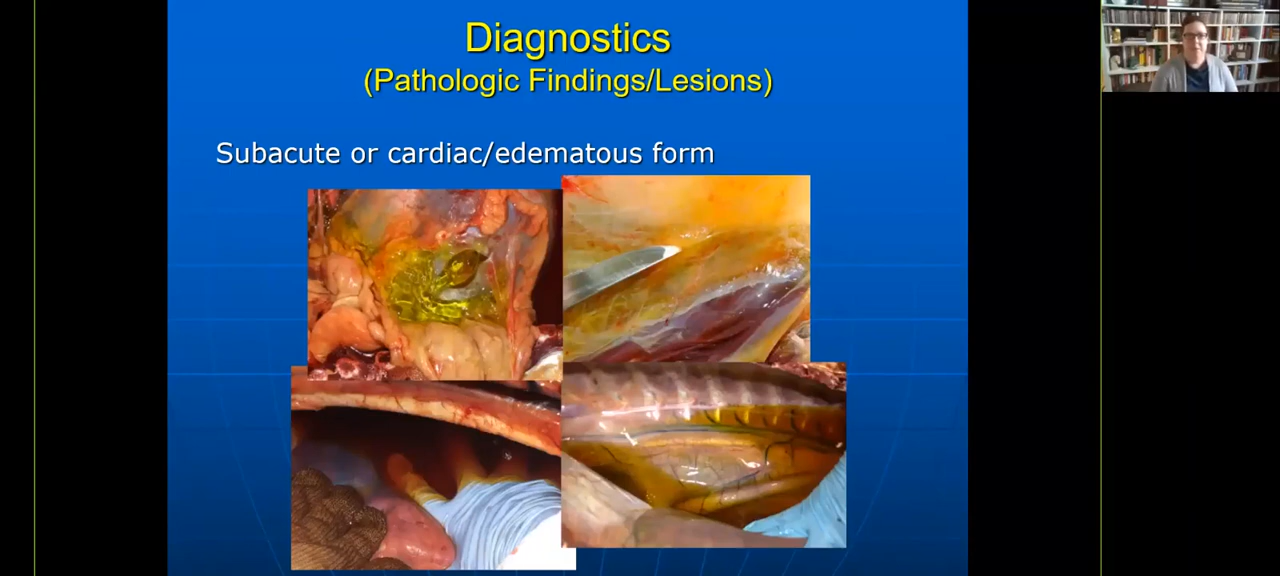 Diagnostics
(Pathologic Findings/Lesions)
Subacute or cardiac/edematous form